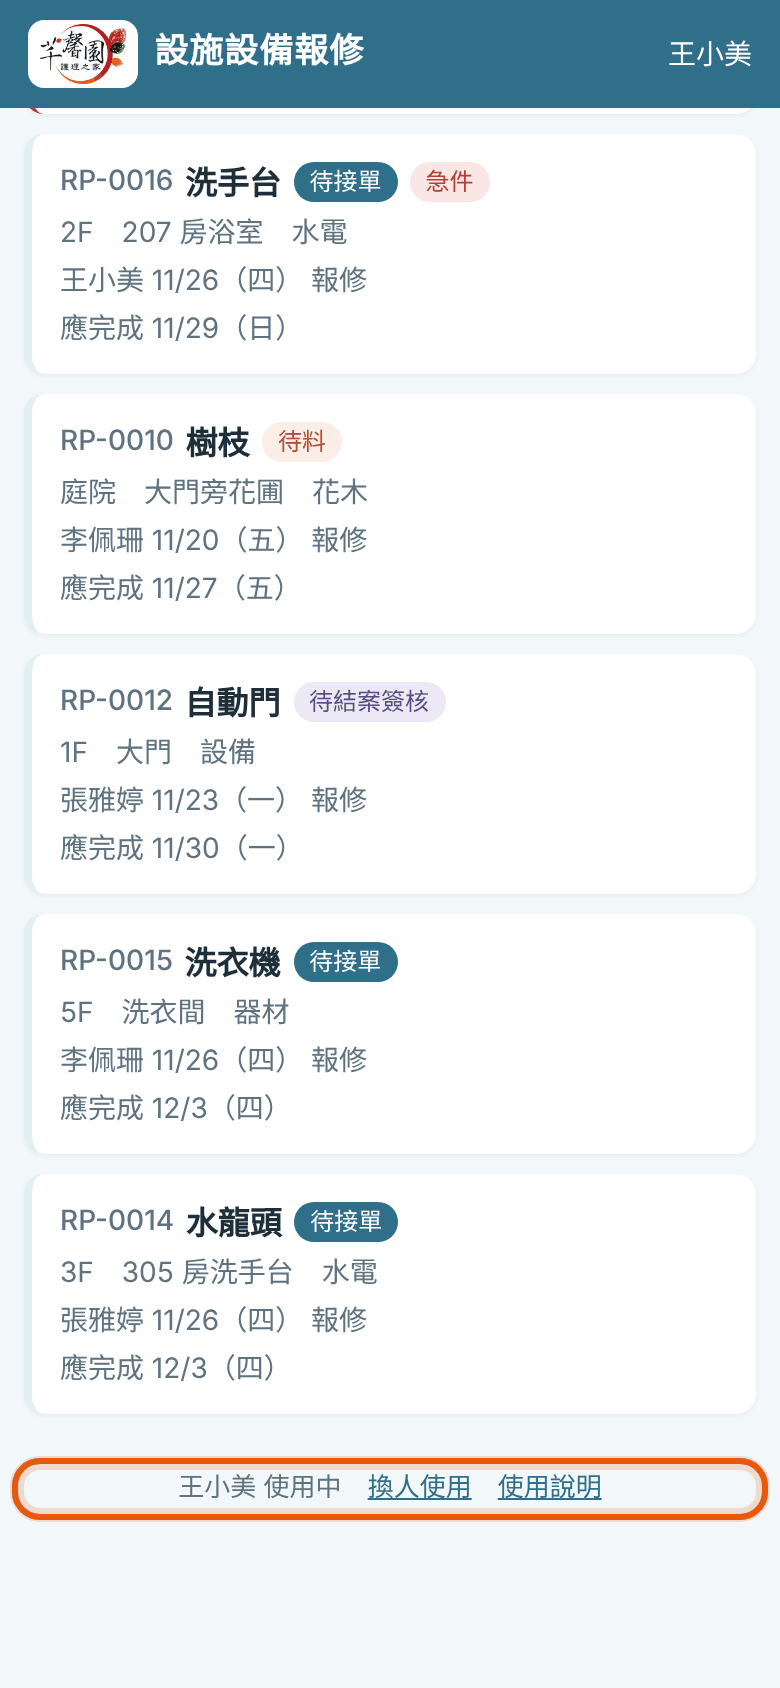 芊馨園
護理之家
設施設備報修
王小美
RP-0016 洗手台 待接單 急件
2F 207 房浴室 水電
王小美 11/26（四） 報修
應完成 11/29（日）
RP-0010 樹枝 待料
庭院 大門旁花圃 花木
李佩珊 11/20（五） 報修
應完成 11/27（五）
RP-0012 自動門 待結案簽核
1F 大門 設備
張雅婷 11/23（一） 報修
應完成 11/30（一）
RP-0015 洗衣機 待接單
5F 洗衣間 器材
李佩珊 11/26（四） 報修
應完成 12/3（四）
RP-0014 水龍頭 待接單
3F 305 房洗手台 水電
張雅婷 11/26（四） 報修
應完成 12/3（四）
王小美 使用中 換人使用 使用說明